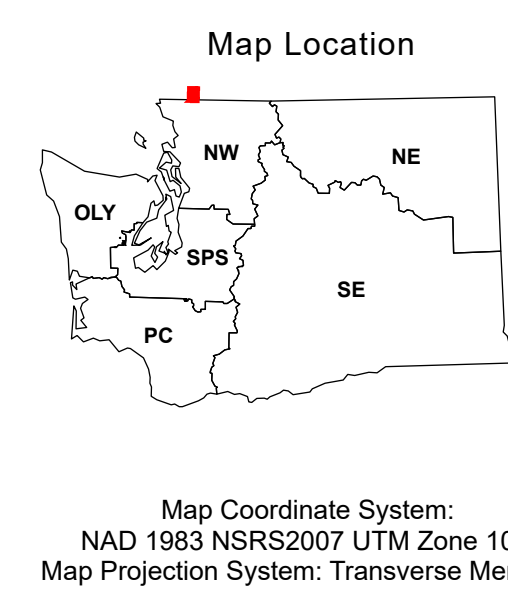 Map Location
NW
NE
OLY
SPS
SE
PC
Map Coordinate System:
NAD 1983 NSRS2007 UTM Zone 10
Map Projection System: Transverse Mer